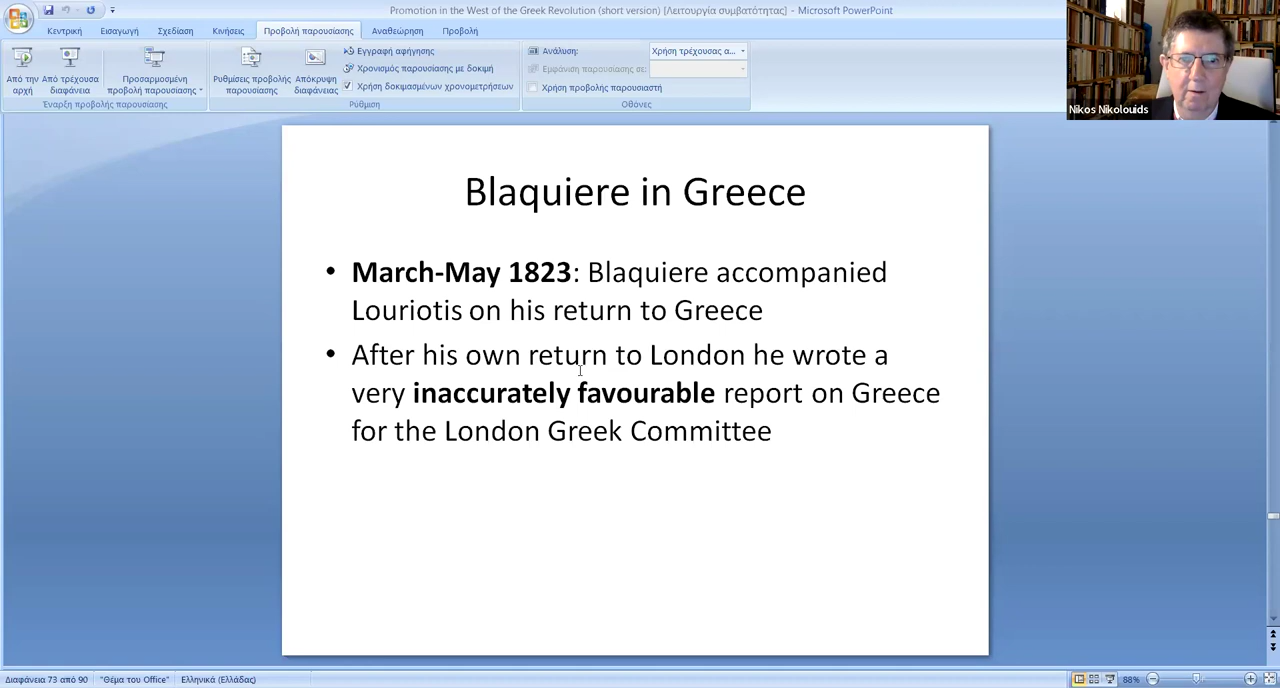 Promotion in the West of the Greek Revolution (short version) [Λειτουργία συμβατότητας] - Microsoft PowerPoint
Κεντρική Εισαγωγή Σχεδίαση Κινήσεις Προβολή παρουσίασης Αναθεώρηση Προβολή
Από την αρχή
Από τρέχουσα διαφάνεια
Προσαρμοσμένη προβολή παρουσίασης
Έναρξη προβολής παρουσίασης
Ρυθμίσεις προβολής παρουσίασης
Απόκρυψη διαφάνειας
Εγγραφή αφήγησης
Χρονισμός παρουσίασης με δοκιμή
Χρήση δοκιμασμένων χρονομετρήσεων
Ρύθμιση
Ανάλυση: Χρήση τρέχουσας α...
Εμφάνιση παρουσίασης σε:
Χρήση προβολής παρουσιαστή
Οθόνες
Nikos Nikolouids
Blaquiere in Greece
• March-May 1823: Blaquiere accompanied
Louriotis on his return to Greece
• After his own return to London he wrote a
very inaccurately favourable report on Greece
for the London Greek Committee
Διαφάνεια 73 από 90 "Θέμα του Office" Ελληνικά (Ελλάδας) 88%